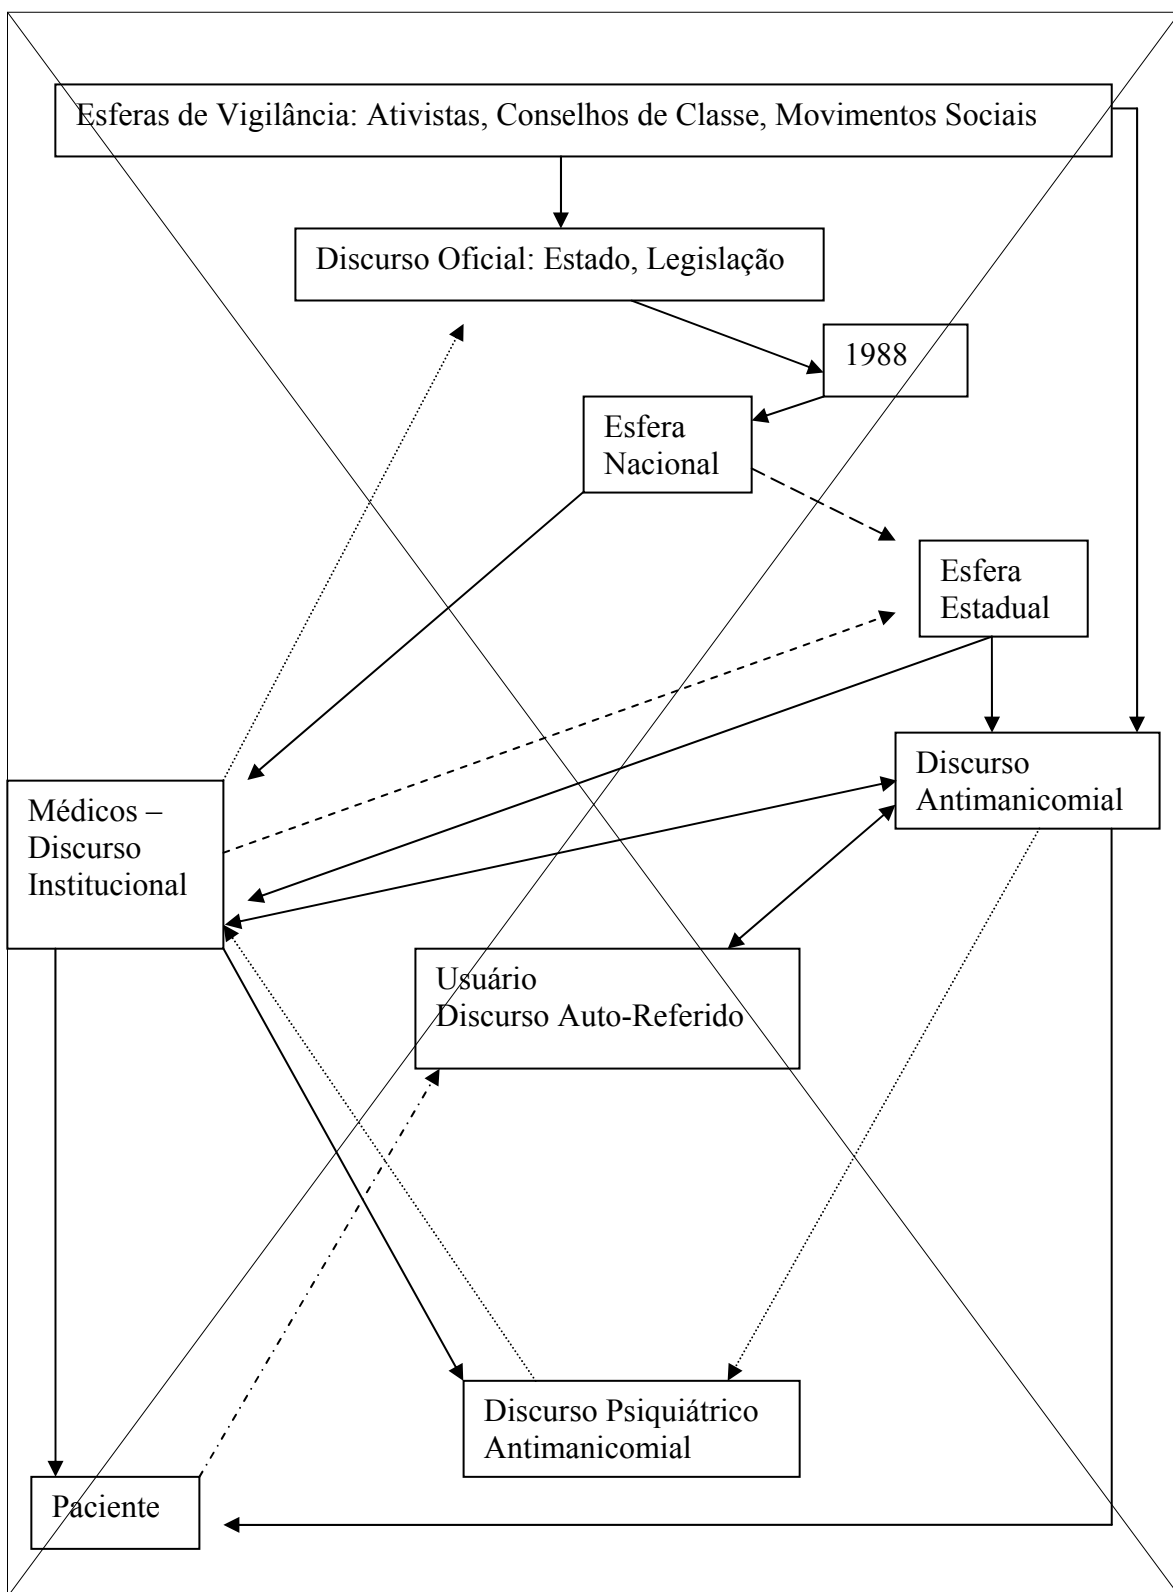 Esferas de Vigilância: Ativistas, Conselhos de Classe, Movimentos Sociais
Discurso Oficial: Estado, Legislação
1988
Esfera
Nacional
Esfera
Estadual
Discurso
Antimanicomial
Médicos –
Discurso
Institucional
Usuário
Discurso Auto-Referido
Discurso Psiquiátrico
Antimanicomial
Paciente